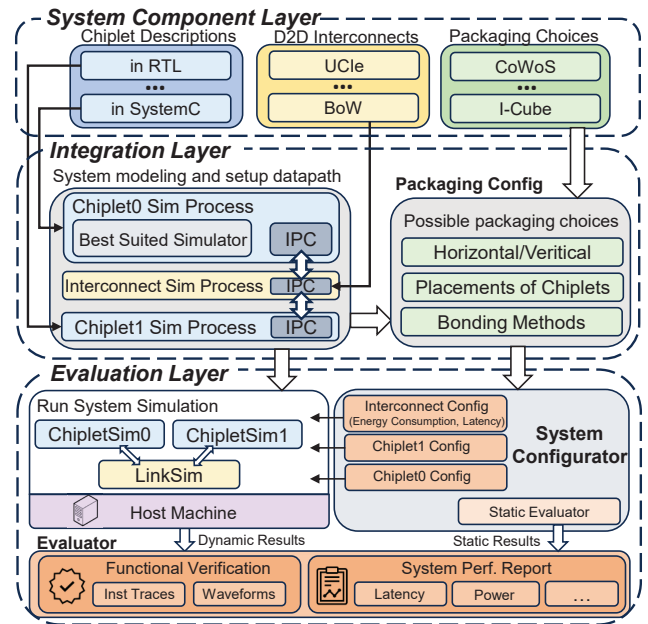 System Component Layer
Chiplet Descriptions
D2D Interconnects
Packaging Choices
in RTL
...
in SystemC
UCIe
...
BoW
CoWoS
...
I-Cube
Integration Layer
System modeling and setup datapath
Chiplet0 Sim Process
Best Suited Simulator
IPC
Interconnect Sim Process
IPC
Chiplet1 Sim Process
IPC
Packaging Config
Possible packaging choices
Horizontal/Veritical
Placements of Chiplets
Bonding Methods
Evaluation Layer
Run System Simulation
ChipletSim0
ChipletSim1
LinkSim
Host Machine
Interconnect Config
(Energy Consumption, Latency)
Chiplet1 Config
Chiplet0 Config
System
Configurator
Static Evaluator
Dynamic Results
Static Results
Evaluator
Functional Verification
Inst Traces
Waveforms
System Perf. Report
Latency
Power
...